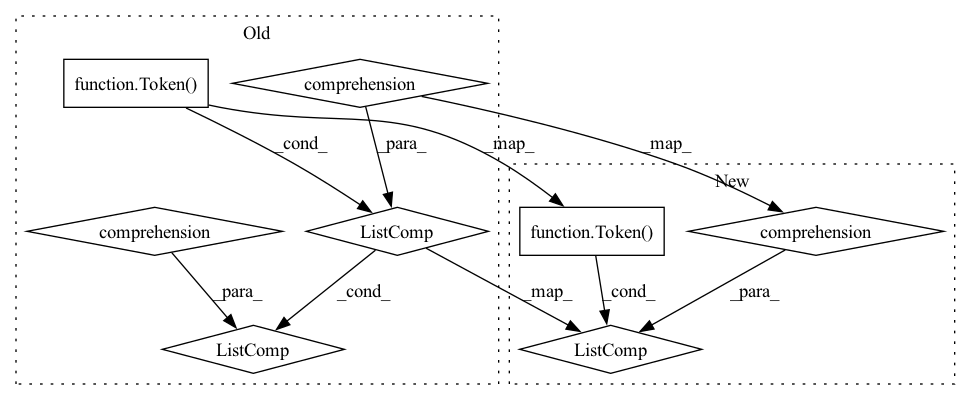 Old
function.Token()
comprehension
_cond_
_para_
_map_
_map_
New
comprehension
ListComp
function.Token()
comprehension
_para_
_cond_
_map_
_cond_
_para_
ListComp
ListComp